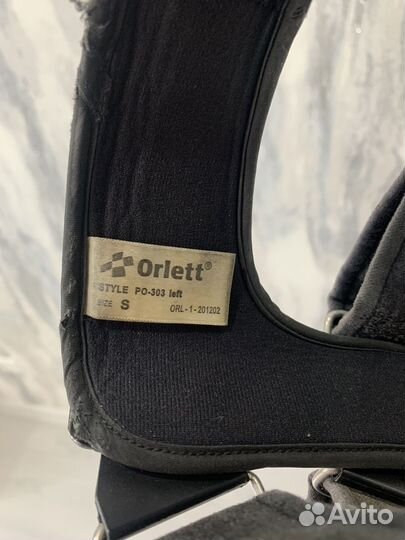 Orlett®
STYLE PO-303 left
SIZE S ORL-1-201202
Avito